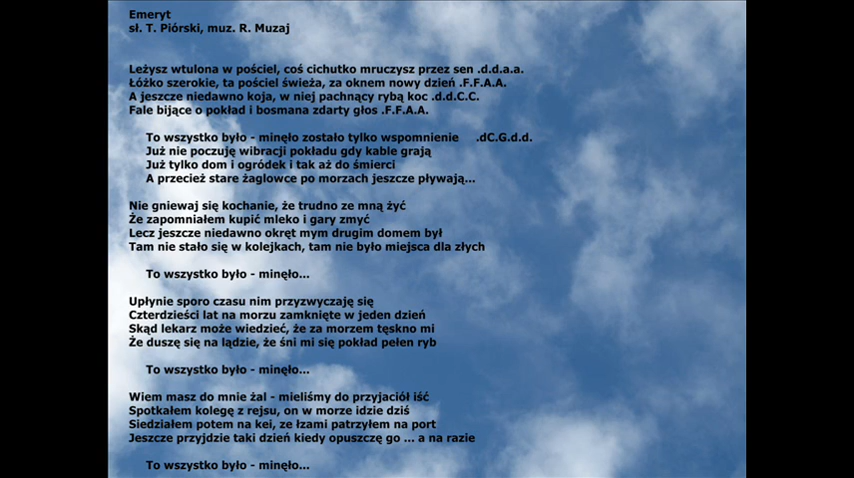 Emeryt
sł. T. Piórski, muz. R. Muzaj
Leżysz wtulona w pościel, coś cichutko mruczysz przez sen .d.d.a.a.
Łóżko szerokie, ta pościel świeża, za oknem nowy dzień .F.F.A.A.
A jeszcze niedawno koja, w niej pachnący rybą koc .d.d.C.C.
Fale bijące o pokład i bosmana zdarty głos .F.F.A.A.
To wszystko było - minęło zostało tylko wspomnienie .dC.G.d.d.
Już nie poczuję wibracji pokładu gdy kable grają
Już tylko dom i ogródek i tak aż do śmierci
A przecież stare żaglowce po morzach jeszcze pływają...
Nie gniewaj się kochanie, że trudno ze mną żyć
Że zapomniałem kupić mleko i gary zmyć
Lecz jeszcze niedawno okręt mym drugim domem był
Tam nie stało się w kolejkach, tam nie było miejsca dla złych
To wszystko było - minęło...
Upłynie sporo czasu nim przyzwyczaję się
Czterdzieści lat na morzu zamknięte w jeden dzień
Skąd lekarz może wiedzieć, że za morzem tęskno mi
Że duszę się na lądzie, że śni mi się pokład pełen ryb
To wszystko było - minęło...
Wiem masz do mnie żal - mieliśmy do przyjaciół iść
Spotkałem kolegę z rejsu, on w morze idzie dziś
Siedziałem potem na kei, ze łzami patrzyłem na port
Jeszcze przyjdzie taki dzień kiedy opuszczę go ... a na razie
To wszystko było - minęło...